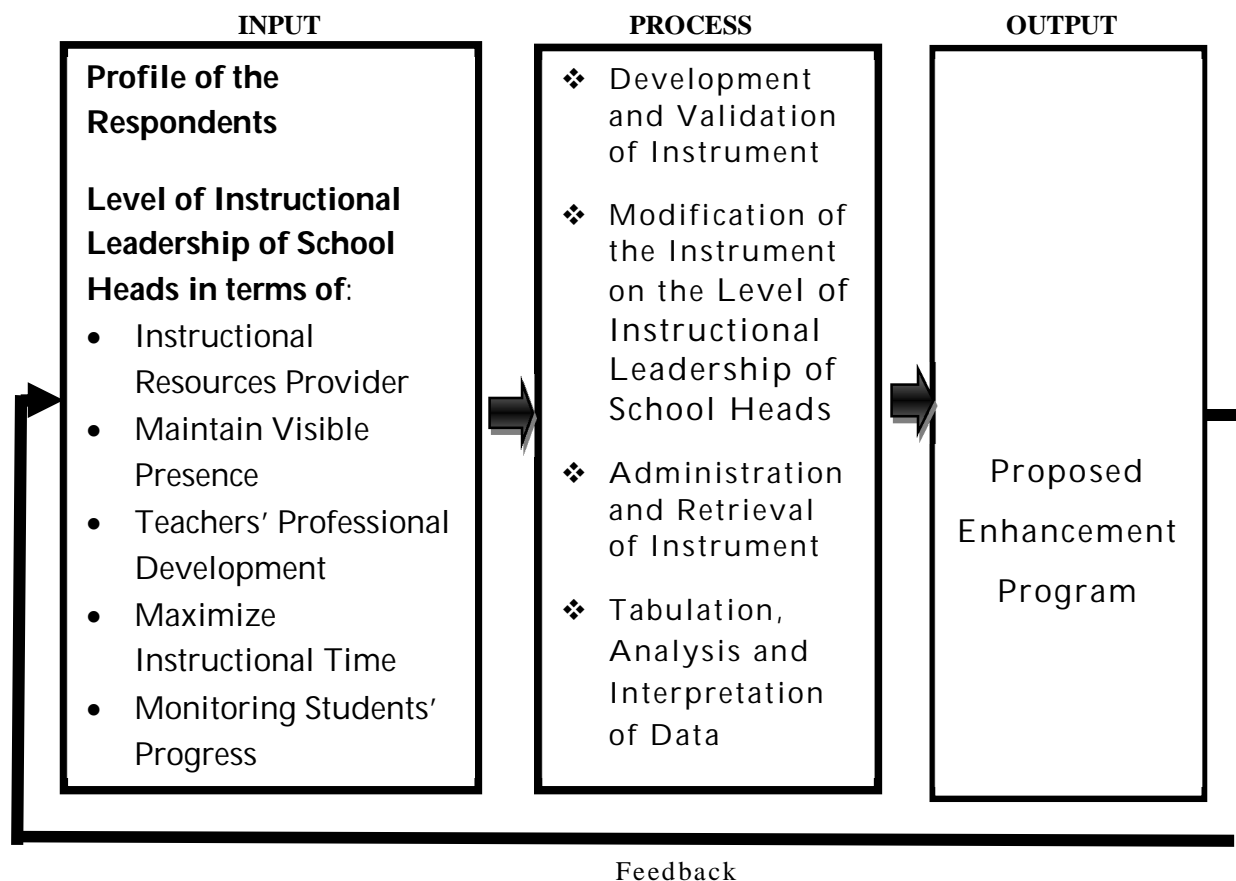 INPUT
PROCESS
OUTPUT
Profile of the
Respondents
Level of Instructional
Leadership of School
Heads in terms of:
• Instructional
Resources Provider
• Maintain Visible
Presence
• Teachers’ Professional
Development
• Maximize
Instructional Time
• Monitoring Students’
Progress
❖ Development
and Validation
of Instrument
❖ Modification of
the Instrument
on the Level of
Instructional
Leadership of
School Heads
❖ Administration
and Retrieval
of Instrument
❖ Tabulation,
Analysis and
Interpretation
of Data
Proposed
Enhancement
Program
Feedback